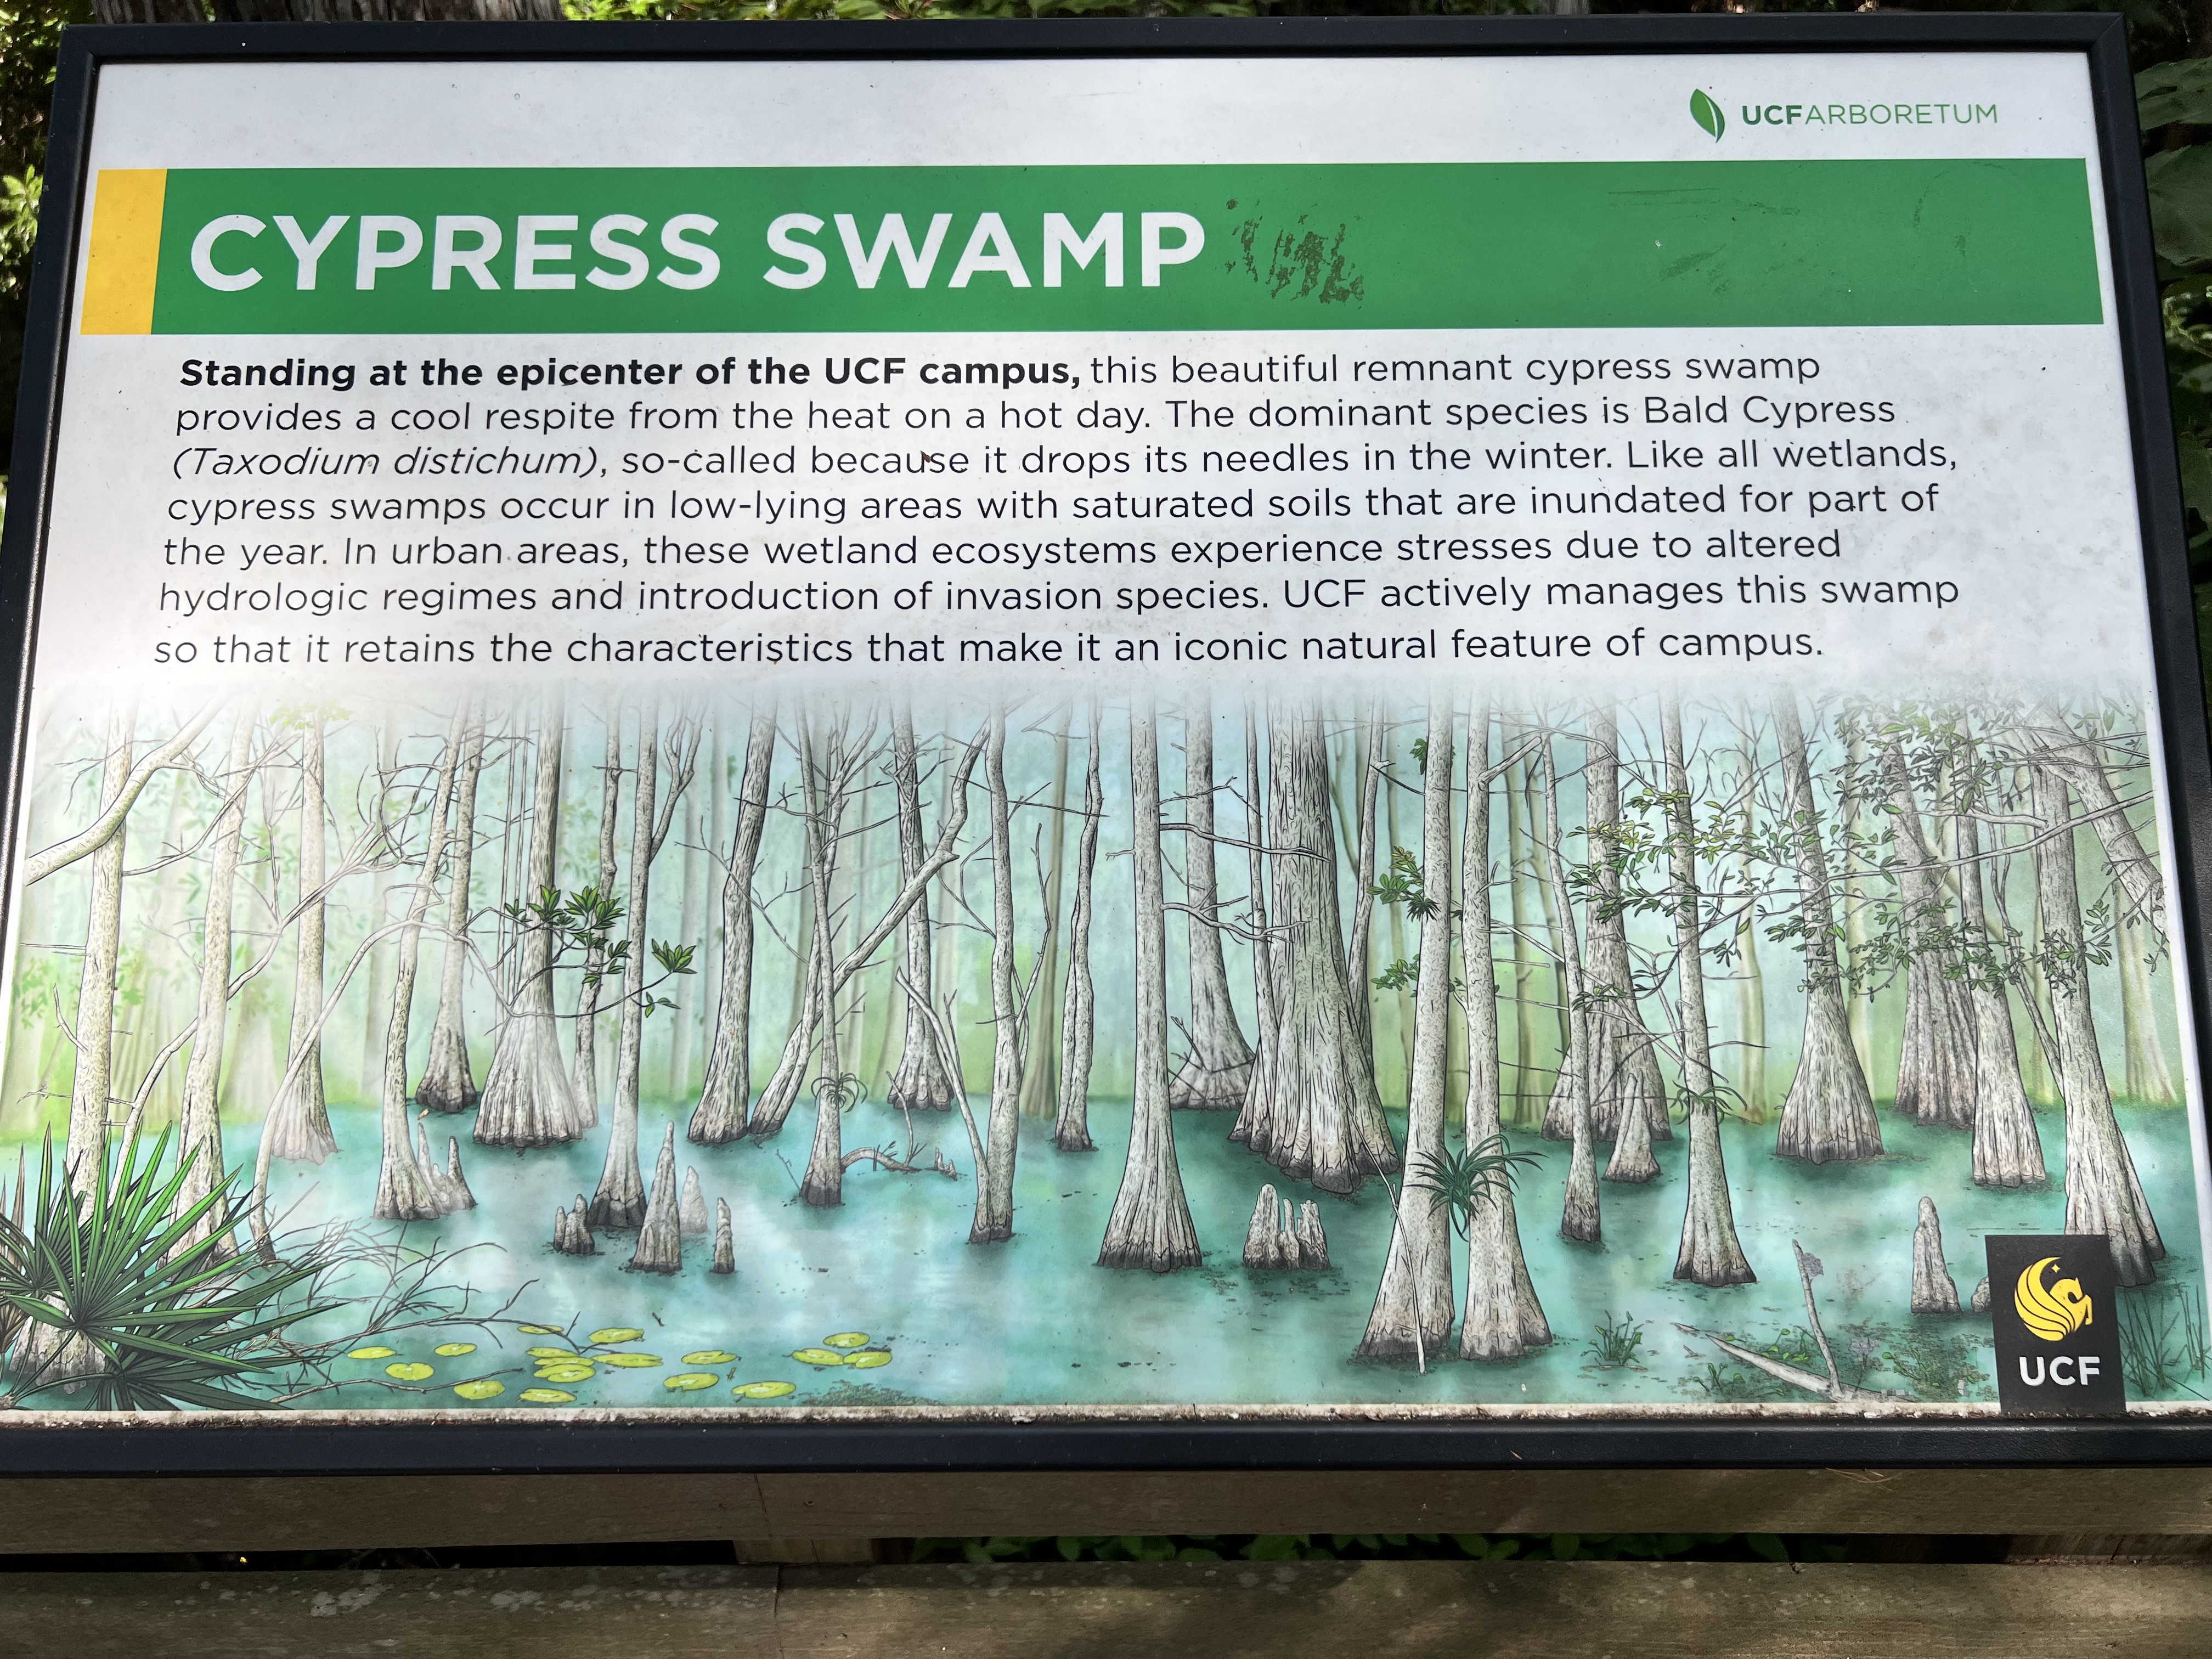 UCFARBORETUM
CYPRESS SWAMP
Standing at the epicenter of the UCF campus, this beautiful remnant cypress swamp
provides a cool respite from the heat on a hot day. The dominant species is Bald Cypress
(Taxodium distichum), so-called because it drops its needles in the winter. Like all wetlands,
cypress swamps occur in low-lying areas with saturated soils that are inundated for part of
the year. In urban areas, these wetland ecosystems experience stresses due to altered
hydrologic regimes and introduction of invasion species. UCF actively manages this swamp
so that it retains the characteristics that make it an iconic natural feature of campus.
UCF